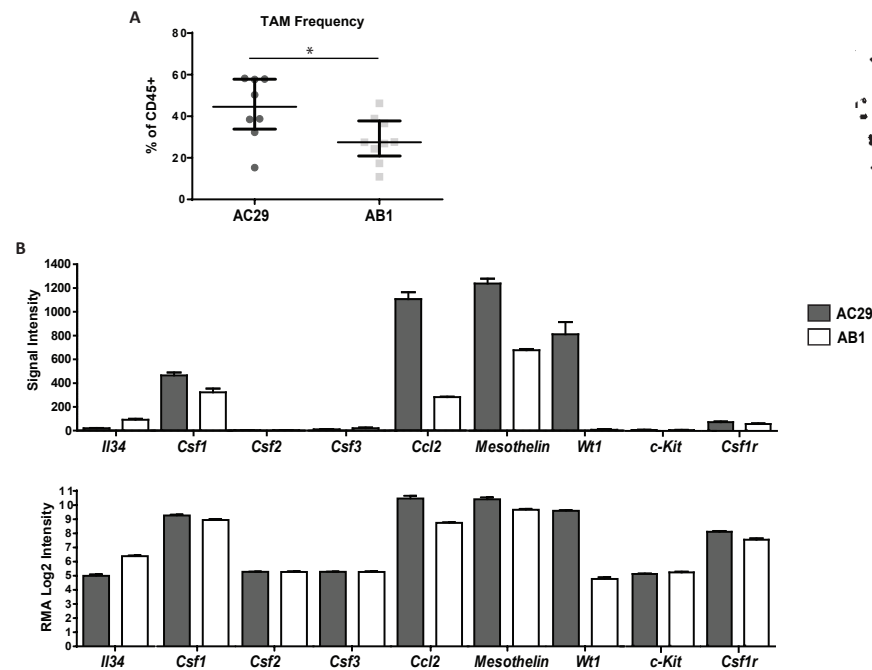 A
TAM Frequency
*
% of CD45+
80
60
40
20
0
AC29 AB1
B
Signal Intensity
1400
1200
1000
800
600
400
200
0
Il34 Csf1 Csf2 Csf3 Ccl2 Mesothelin Wt1 c-Kit Csf1r
AC29
AB1
RMA Log2 Intensity
11
10
9
8
7
6
5
4
3
2
1
0
Il34 Csf1 Csf2 Csf3 Ccl2 Mesothelin Wt1 c-Kit Csf1r